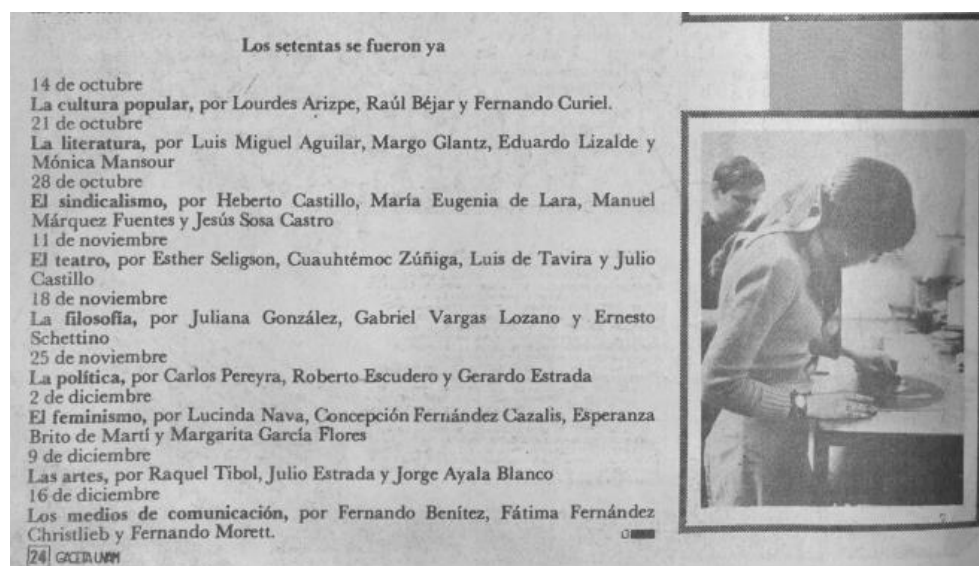 Los setentas se fueron ya
14 de octubre
La cultura popular, por Lourdes Arizpe, Raúl Béjar y Fernando Curiel.
21 de octubre
La literatura, por Luis Miguel Aguilar, Margo Glantz, Eduardo Lizalde y
Mónica Mansour
28 de octubre
El sindicalismo, por Heberto Castillo, María Eugenia de Lara, Manuel
Márquez Fuentes y Jesús Sosa Castro
11 de noviembre
El teatro, por Esther Seligson, Cuauhtémoc Zúñiga, Luis de Tavira y Julio
Castillo
18 de noviembre
La filosofía, por Juliana González, Gabriel Vargas Lozano y Ernesto
Schettino
25 de noviembre
La política, por Carlos Pereyra, Roberto Escudero y Gerardo Estrada
2 de diciembre
El feminismo, por Lucinda Nava, Concepción Fernández Cazalis, Esperanza
Brito de Martí y Margarita García Flores
9 de diciembre
Las artes, por Raquel Tibol, Julio Estrada y Jorge Ayala Blanco
16 de diciembre
Los medios de comunicación, por Fernando Benítez, Fátima Fernández
Christlieb y Fernando Morett.
24 GACETA UNAM